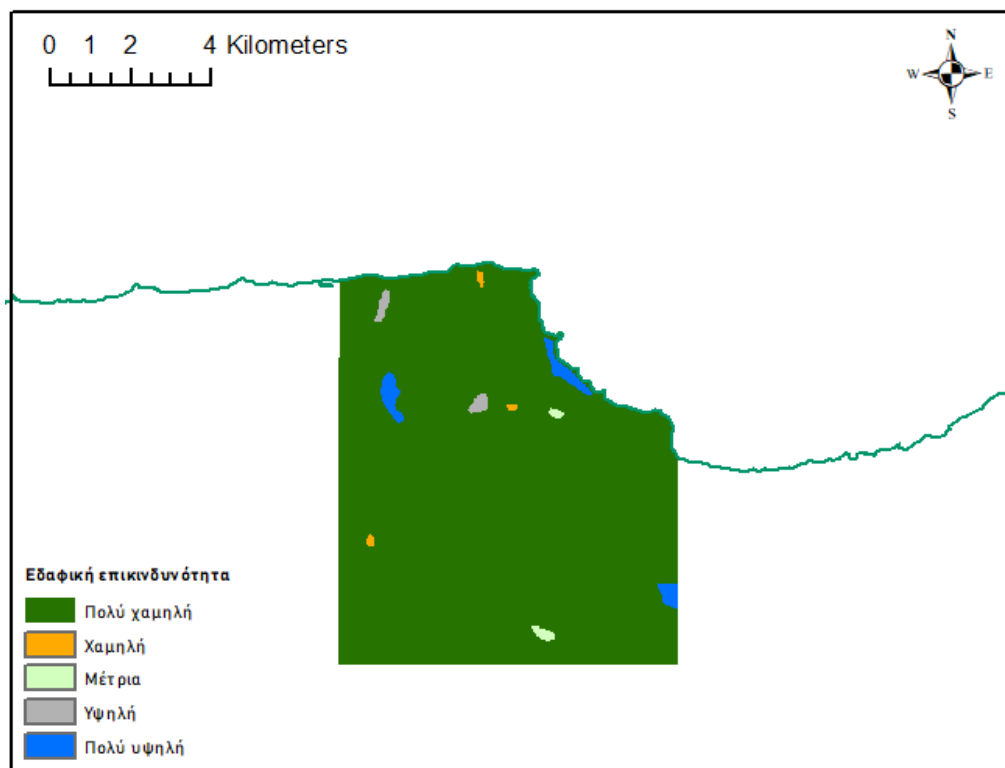 0 1 2 4 Kilometers
N
W E
S
Εδαφική επικινδυνότητα
Πολύ χαμηλή
Χαμηλή
Μέτρια
Υψηλή
Πολύ υψηλή